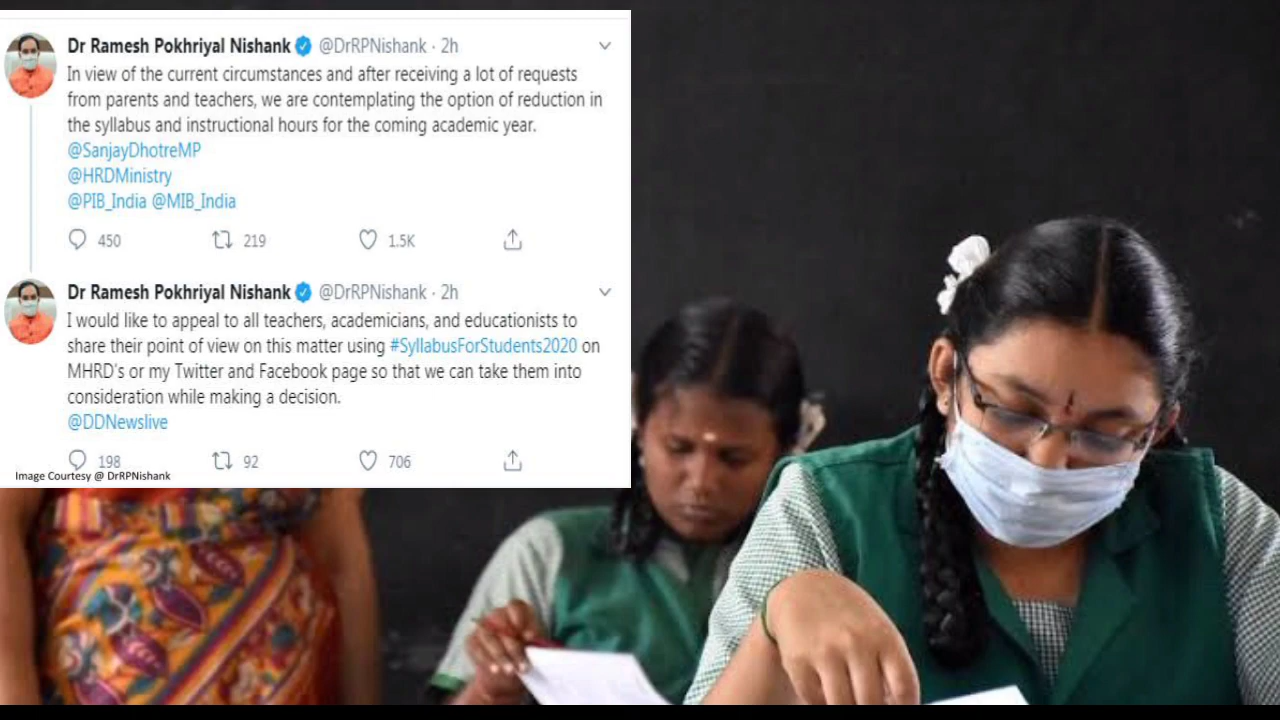 Dr Ramesh Pokhriyal Nishank @DrRPNishank · 2h
In view of the current circumstances and after receiving a lot of requests
from parents and teachers, we are contemplating the option of reduction in
the syllabus and instructional hours for the coming academic year.
@SanjayDhotreMP
@HRDMinistry
@PIB_India @MIB_India
450 219 1.5K
Dr Ramesh Pokhriyal Nishank @DrRPNishank · 2h
I would like to appeal to all teachers, academicians, and educationists to
share their point of view on this matter using #SyllabusForStudents2020 on
MHRD's or my Twitter and Facebook page so that we can take them into
consideration while making a decision.
@DDNewslive
198 92 706
Image Courtesy @ DrRPNishank